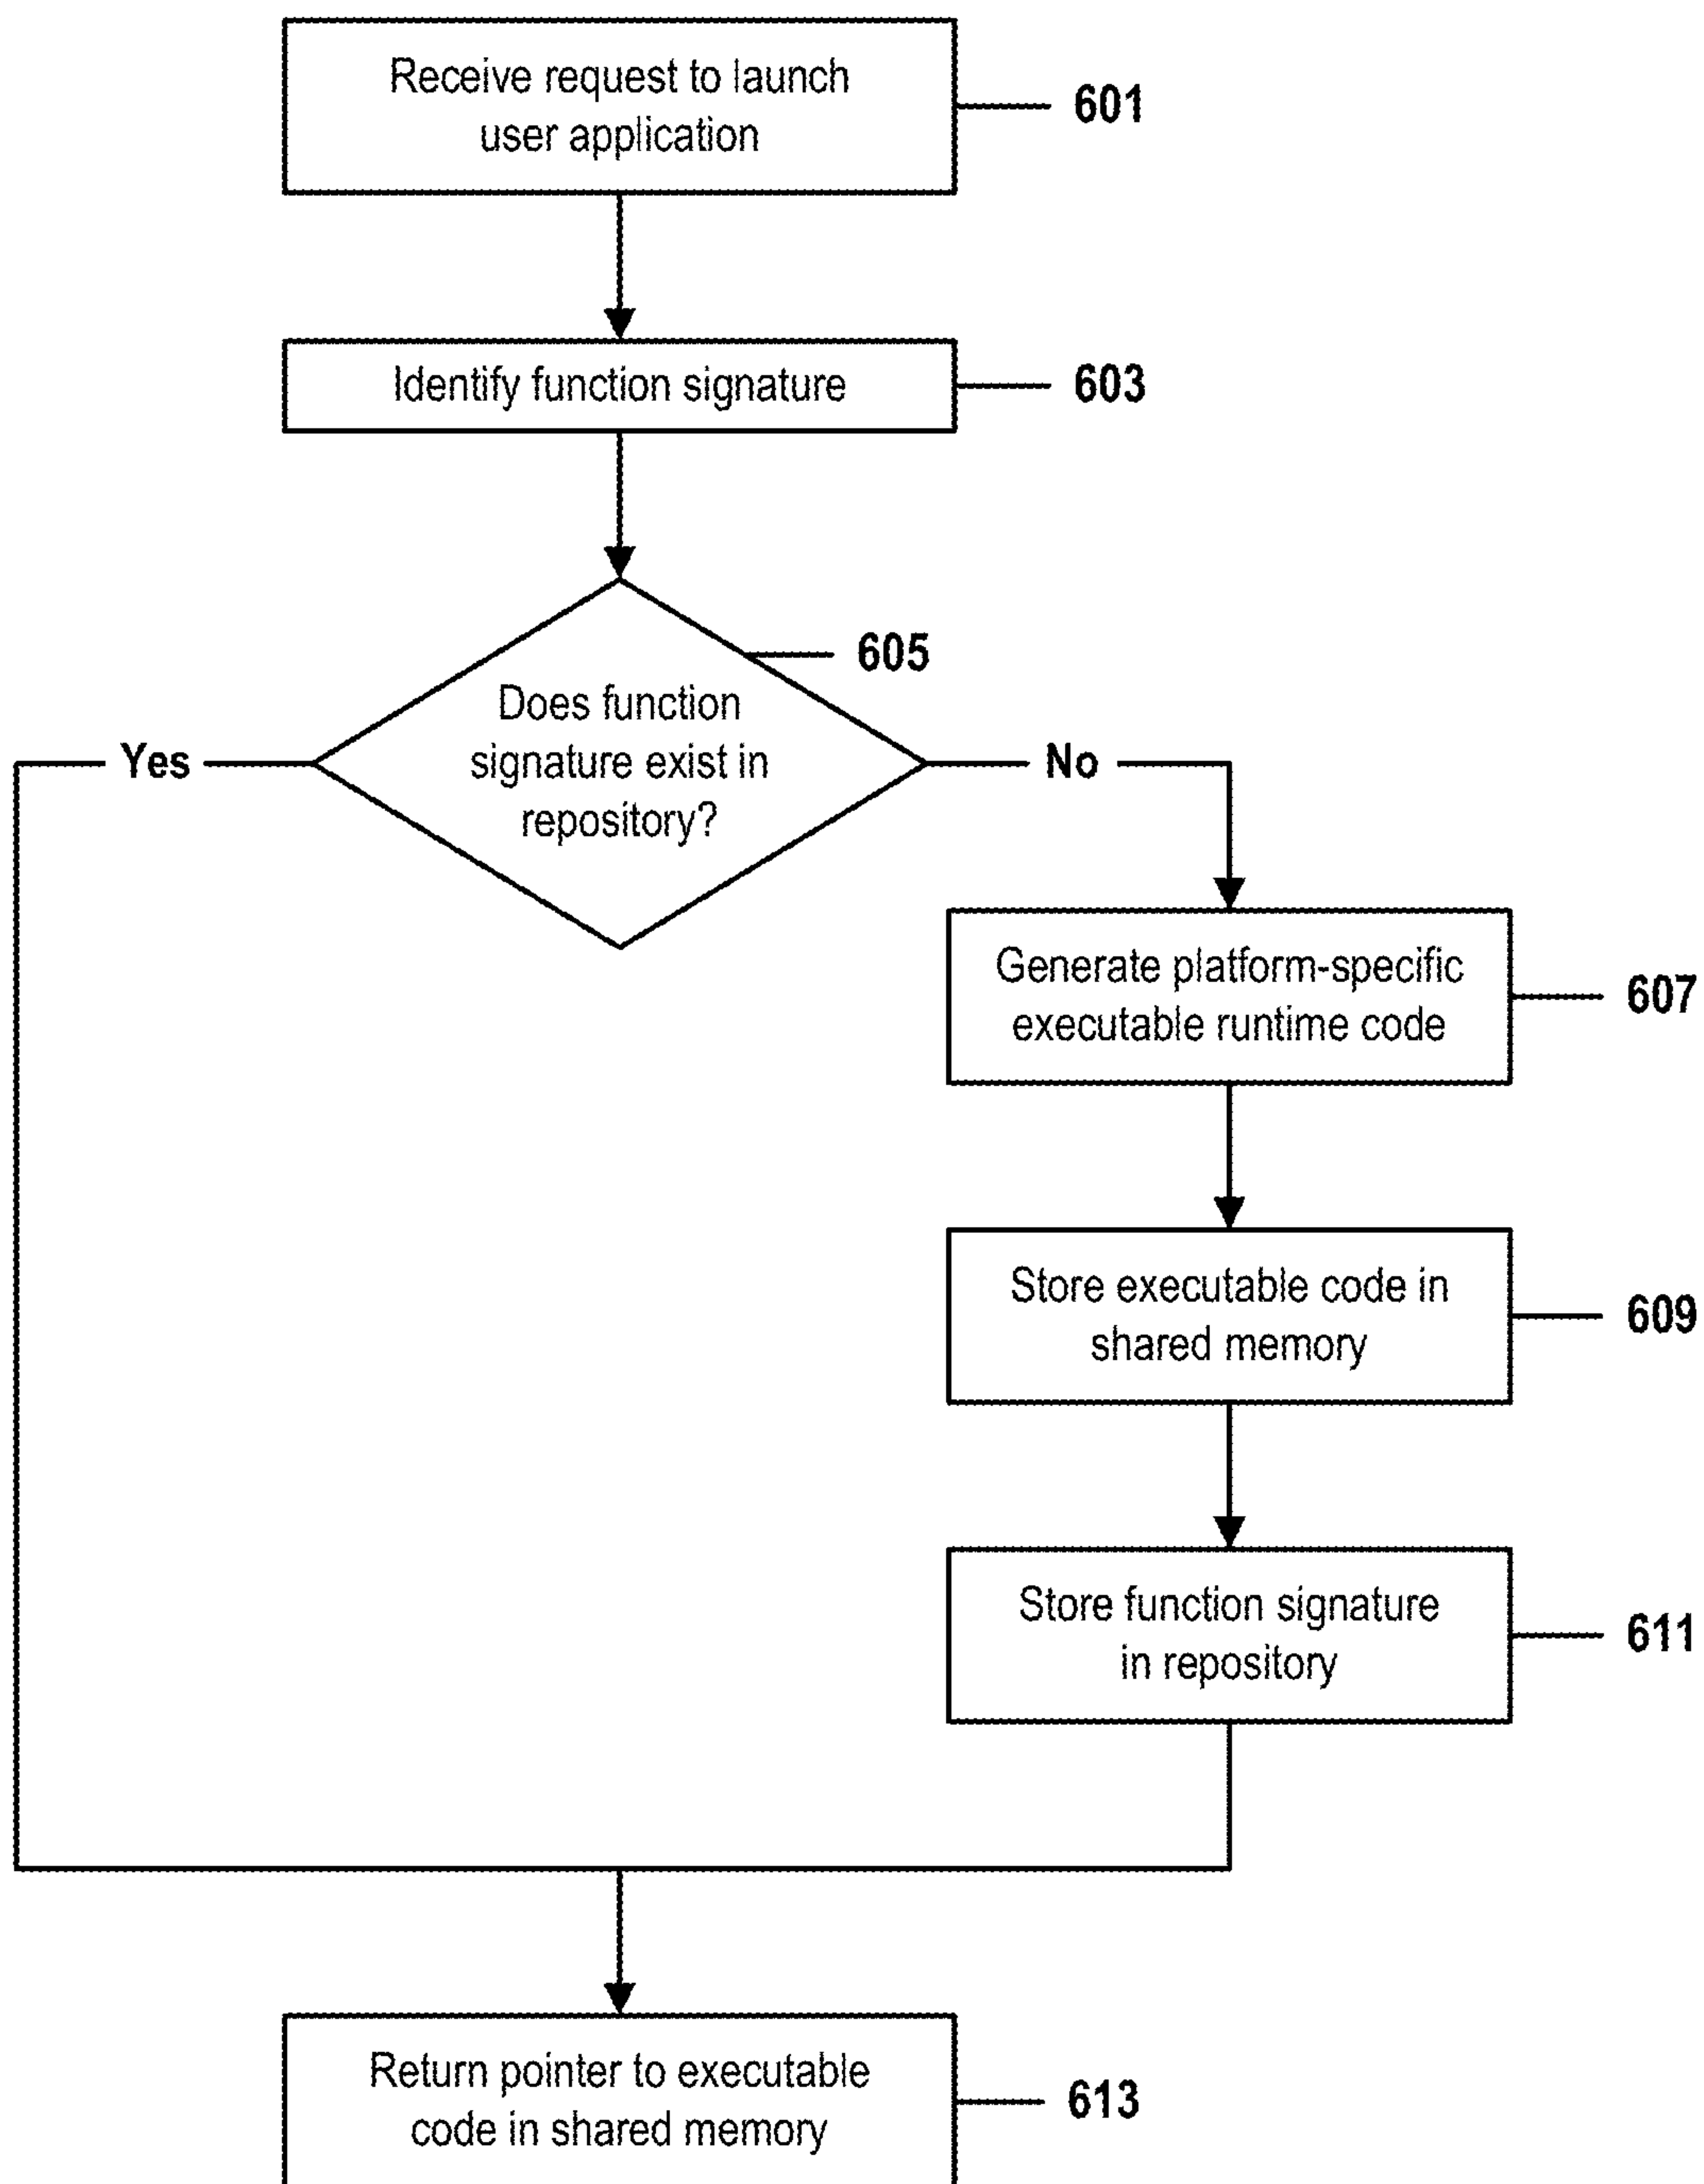 Receive request to launch
user application
601
Identify function signature
603
605
Does function
signature exist in
repository?
Yes
No
Generate platform-specific
executable runtime code
607
Store executable code in
shared memory
609
Store function signature
in repository
611
Return pointer to executable
code in shared memory
613